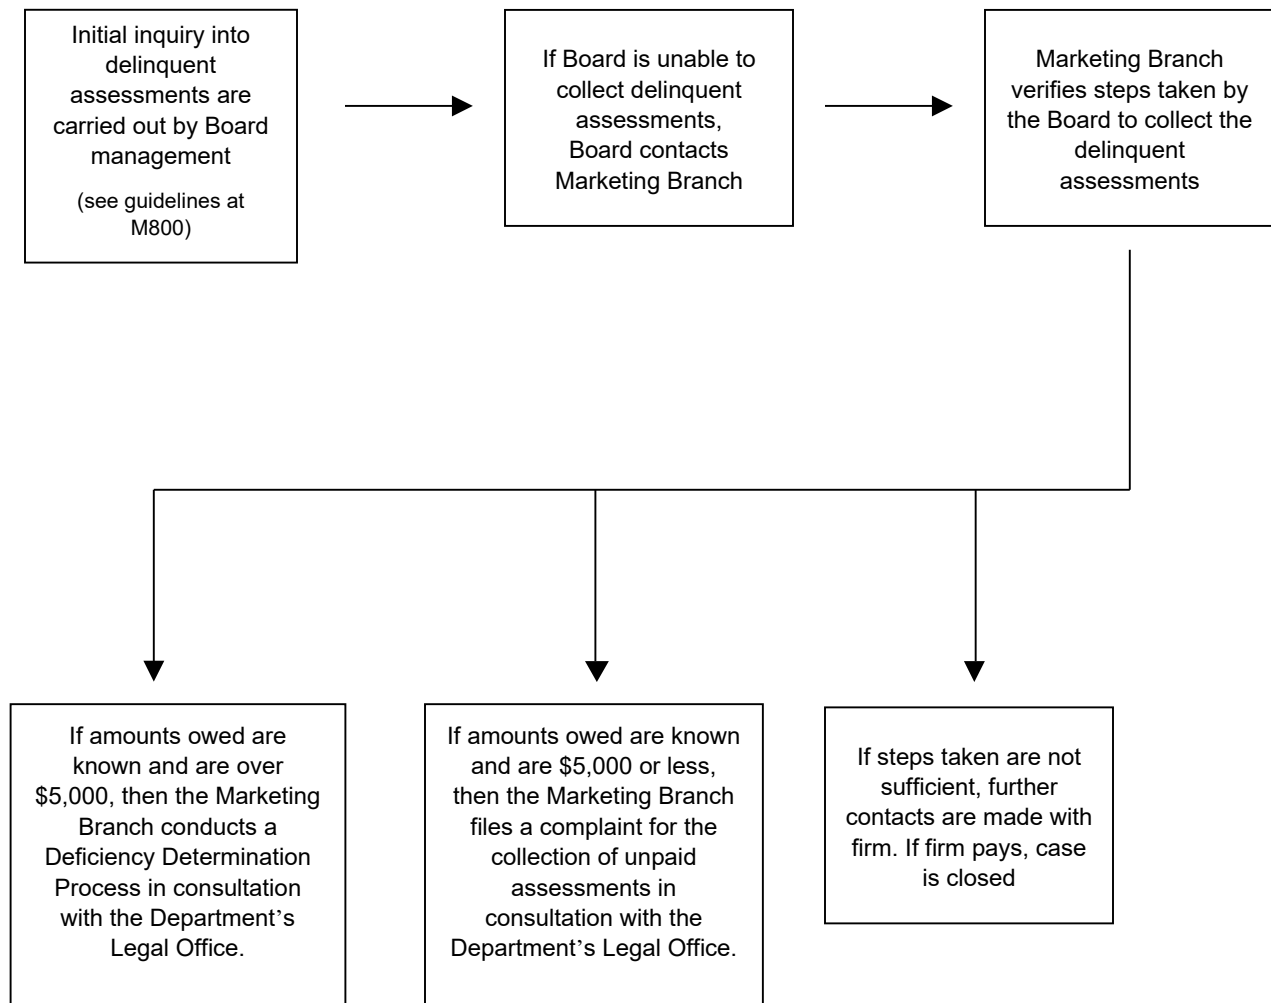 Initial inquiry into
delinquent
assessments are
carried out by Board
management
(see guidelines at
M800)
If Board is unable to
collect delinquent
assessments,
Board contacts
Marketing Branch
Marketing Branch
verifies steps taken by
the Board to collect the
delinquent
assessments
If amounts owed are
known and are over
$5,000, then the Marketing
Branch conducts a
Deficiency Determination
Process in consultation
with the Department’s
Legal Office.
If amounts owed are known
and are $5,000 or less,
then the Marketing Branch
files a complaint for the
collection of unpaid
assessments in
consultation with the
Department’s Legal Office.
If steps taken are not
sufficient, further
contacts are made with
firm. If firm pays, case
is closed